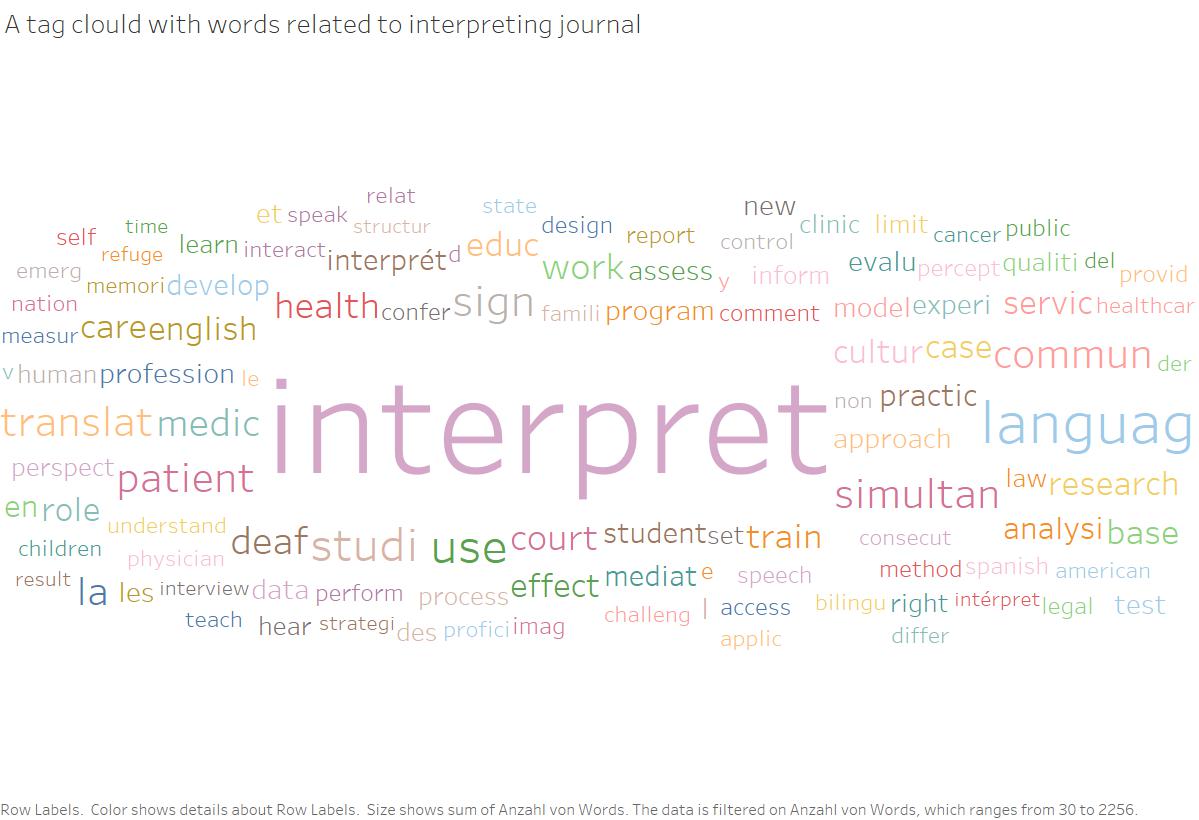 A tag clould with words related to interpreting journal
relat
time et speak state new
self structur design report clinic limit cancer public
refuge learn interact interprét d educ control
emerg work assess y inform evalu percept qualiti del provid
memori develop
nation health confer sign famili program comment model experi servic healthcar
measur care english
cultur case commun der
v human profession le
interpret non practic languag
translat medic approach
perspect patient
simultan law research
en role
understand deaf studi use court student set train consecut analysi base
children physician
result la les interview data perform process effect mediat e speech method spanish american
teach hear strategi des profici imag challeng l access bilingu right intérpret legal test
applic differ
Row Labels. Color shows details about Row Labels. Size shows sum of Anzahl von Words. The data is filtered on Anzahl von Words, which ranges from 30 to 2256.